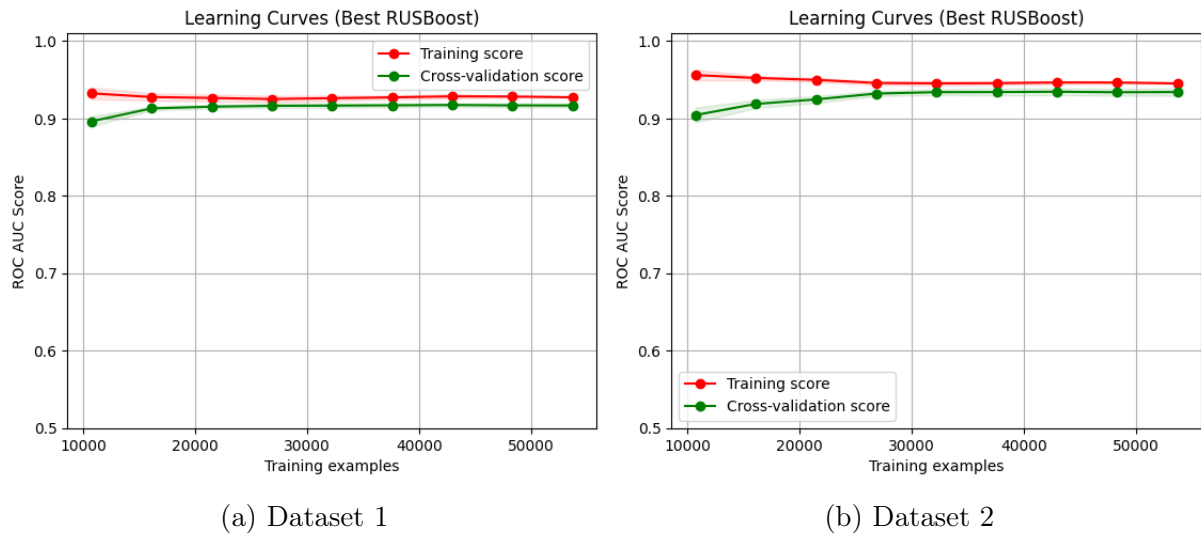 Learning Curves (Best RUSBoost)
1.0
0.9
0.8
0.7
0.6
0.5
ROC AUC Score
Training score
Cross-validation score
10000 20000 30000 40000 50000
Training examples
(a) Dataset 1
Learning Curves (Best RUSBoost)
1.0
0.9
0.8
0.7
0.6
0.5
ROC AUC Score
Training score
Cross-validation score
10000 20000 30000 40000 50000
Training examples
(b) Dataset 2